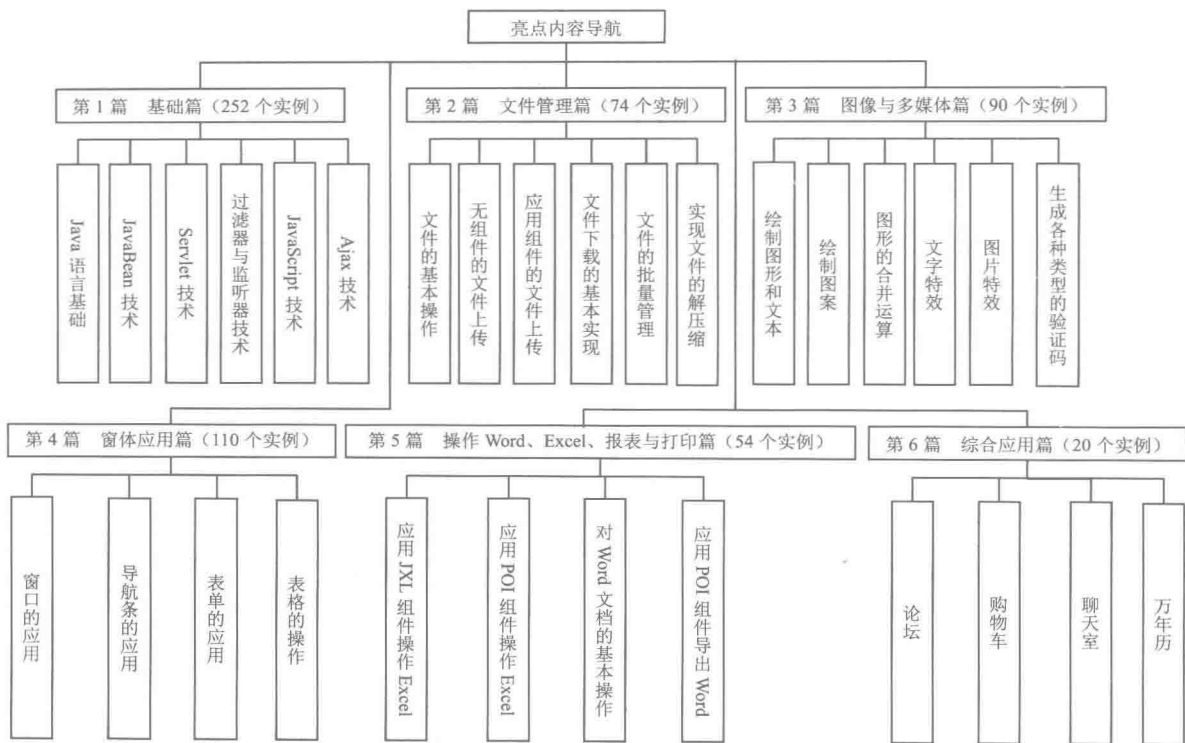 亮点内容导航
第 1 篇 基础篇（252 个实例）
第 2 篇 文件管理篇（74 个实例）
第 3 篇 图像与多媒体篇（90 个实例）
Java 语言基础
JavaBean 技术
Servlet 技术
过滤器与监听器技术
JavaScript 技术
Ajax 技术
文件的基本操作
无组件的文件上传
应用组件的文件上传
文件下载的基本实现
文件的批量管理
实现文件的解压缩
绘制图形和文本
绘制图案
图形的合并运算
文字特效
图片特效
生成各种类型的验证码
第 4 篇 窗体应用篇（110 个实例）
第 5 篇 操作 Word、Excel、报表与打印篇（54 个实例）
第 6 篇 综合应用篇（20 个实例）
窗口的应用
导航条的应用
表单的应用
表格的操作
应用 JXL 组件操作 Excel
应用 POI 组件操作 Excel
对 Word 文档的基本操作
应用 POI 组件导出 Word
论坛
购物车
聊天室
万年历